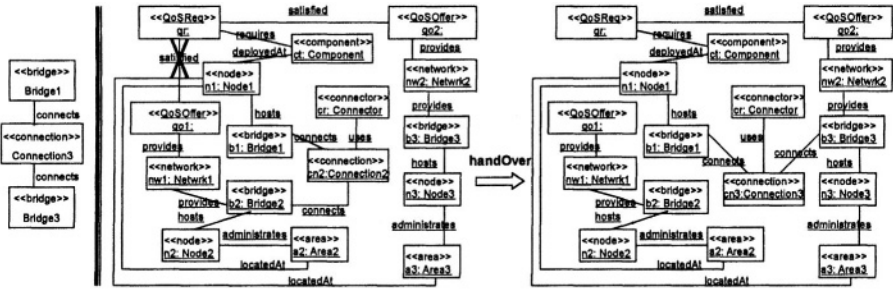 <<bridge>>
Bridge1
connects
<<connection>>
Connection3
connects
<<bridge>>
Bridge3
<<QoSReq>>
qr:
satisfied
<<QoSOffer>>
qo2:
requires
satisfied
deployedAt
<<component>>
ct: Component
provides
<<node>>
n1: Node1
<<network>>
nw2: Netwrk2
<<QoSOffer>>
qo1:
hosts
<<connector>>
cr: Connector
provides
provides
<<bridge>>
b1: Bridge1
connects
uses
<<bridge>>
b3: Bridge3
<<network>>
nw1: Netwrk1
<<connection>>
cn2:Connection2
hosts
provides
<<bridge>>
b2: Bridge2
connects
<<node>>
n3: Node3
hosts
<<node>>
n2: Node2
administrates
<<area>>
a2: Area2
administrates
locatedAt
<<area>>
a3: Area3
locatedAt
handOver
<<QoSReq>>
qr:
satisfied
<<QoSOffer>>
qo2:
requires
deployedAt
<<component>>
ct: Component
provides
<<node>>
n1: Node1
<<network>>
nw2: Netwrk2
<<QoSOffer>>
qo1:
hosts
<<connector>>
cr: Connector
provides
provides
<<bridge>>
b1: Bridge1
uses
<<bridge>>
b3: Bridge3
<<network>>
nw1: Netwrk1
connects
connects
hosts
provides
<<bridge>>
b2: Bridge2
<<connection>>
cn3:Connection3
<<node>>
n3: Node3
hosts
<<node>>
n2: Node2
administrates
<<area>>
a2: Area2
administrates
locatedAt
<<area>>
a3: Area3
locatedAt